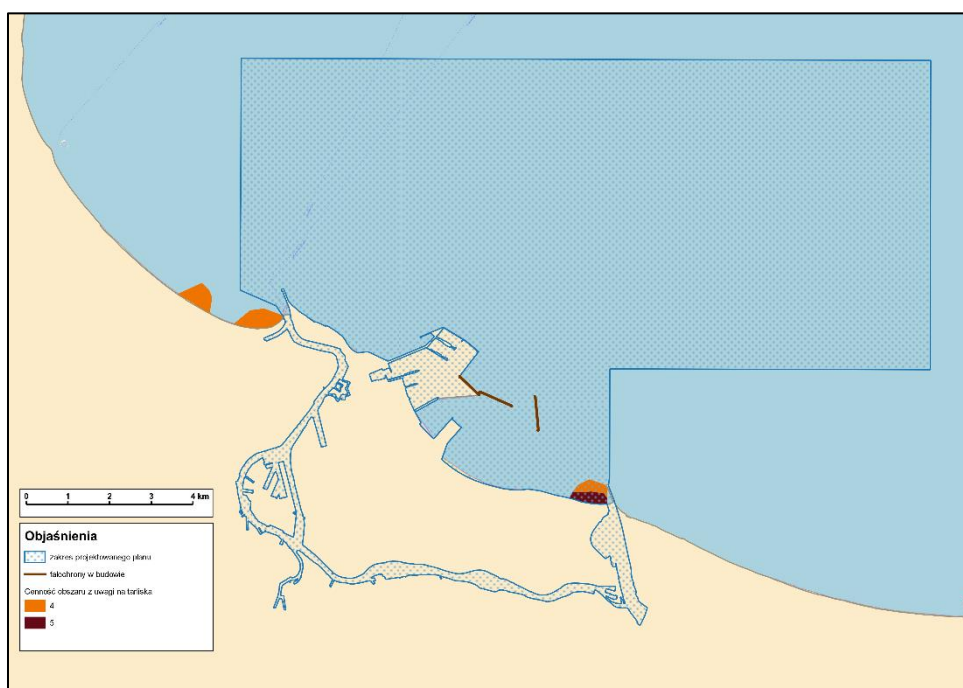 0 1 2 3 4 km
Objaśnienia
zakres projektowanego planu
falochrony w budowie
Cenność obszaru z uwagi na tarliska
4
5